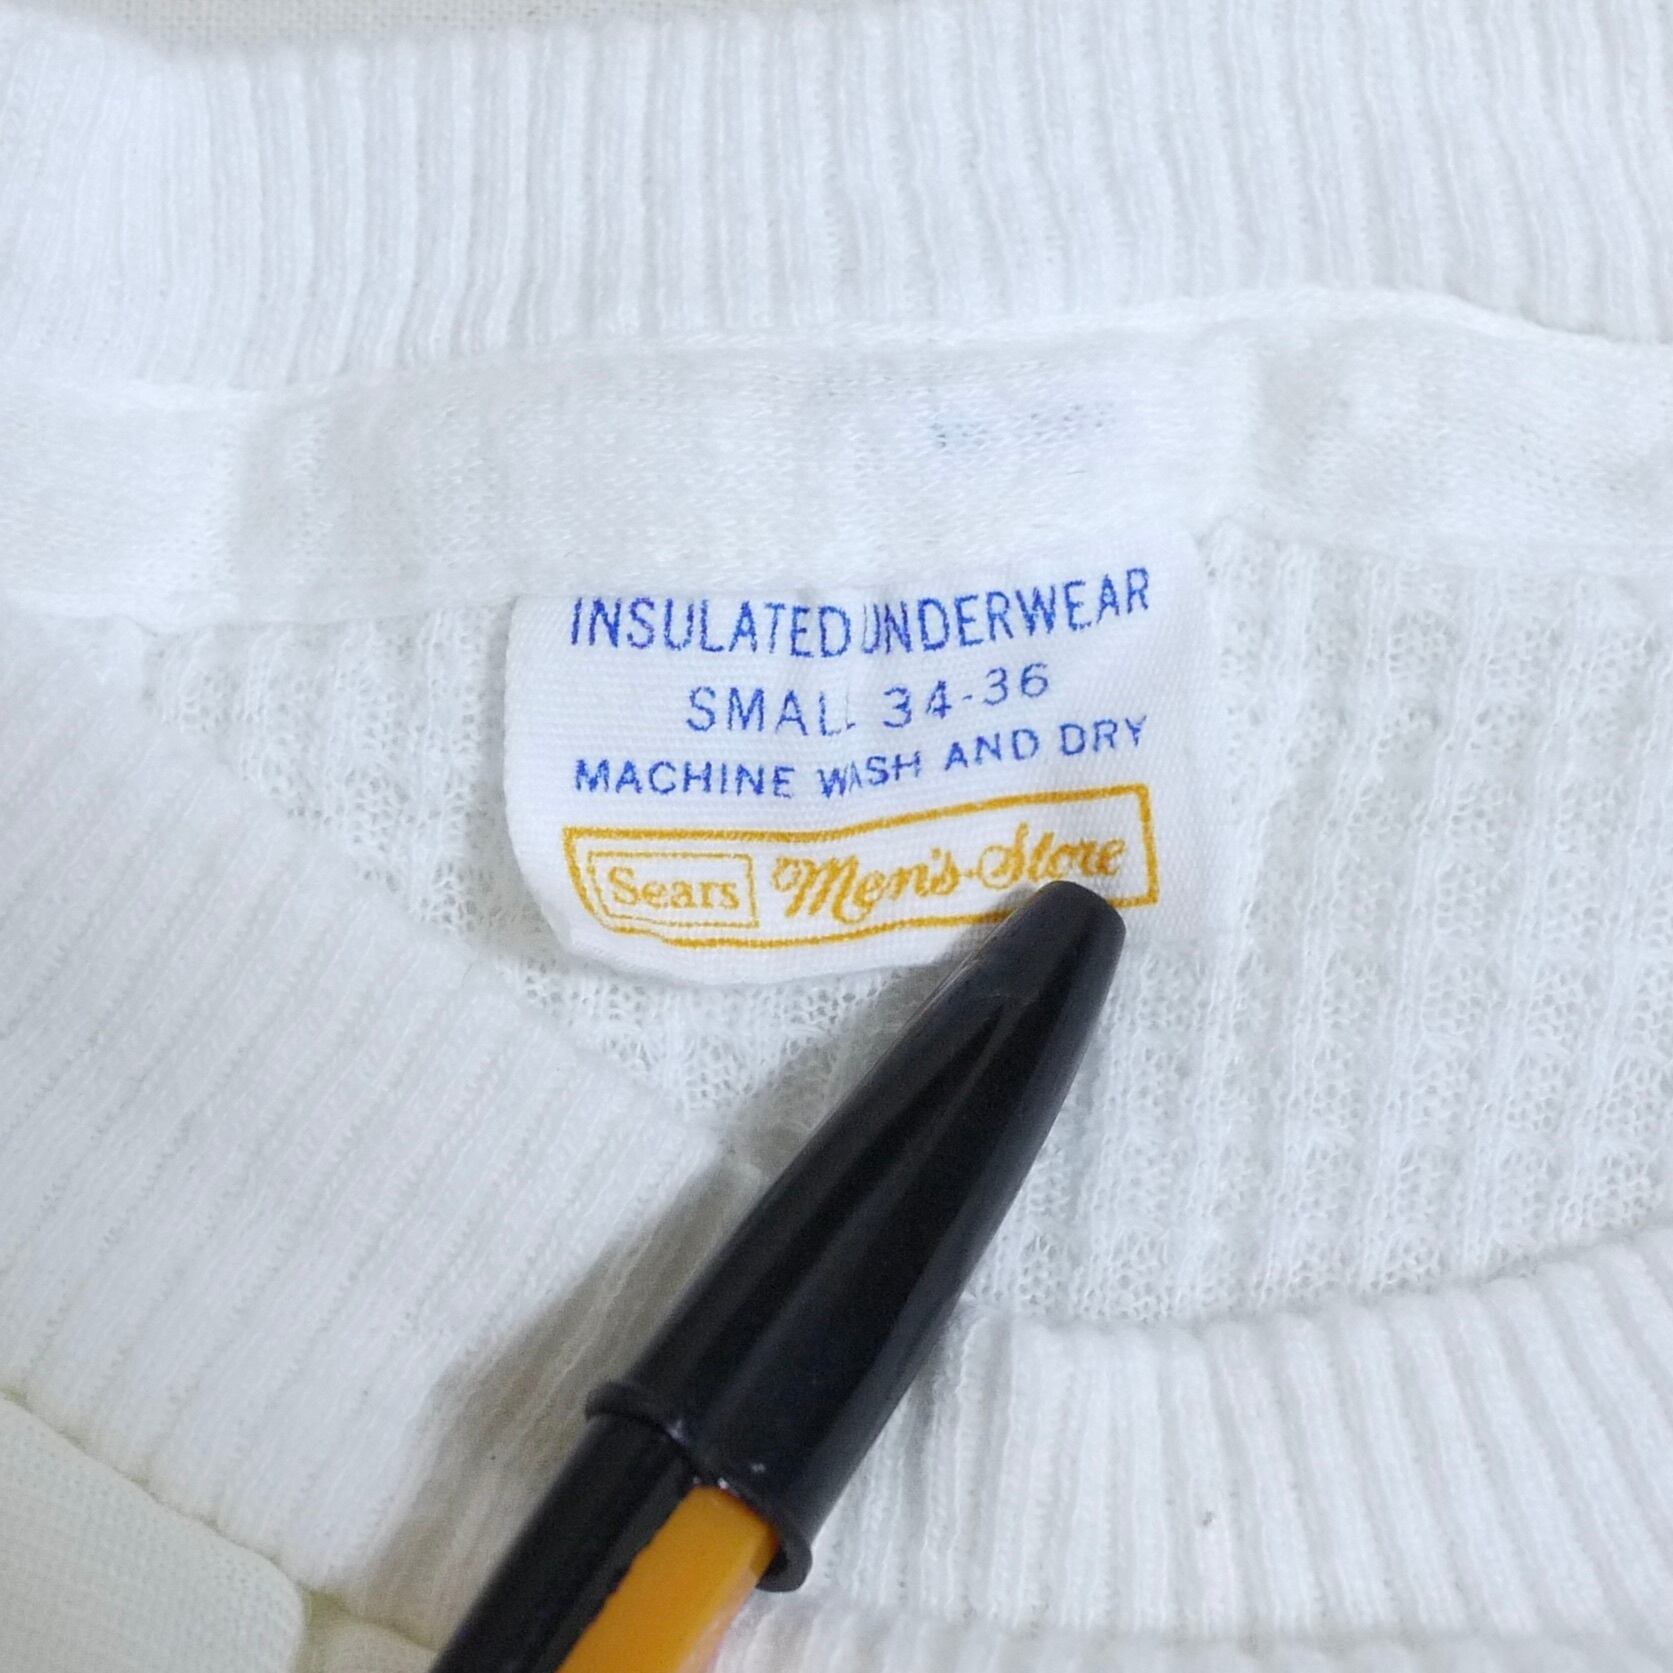 INSULATED UNDERWEAR
SMALL 34-36
MACHINE WASH AND DRY
Sears Men's Store